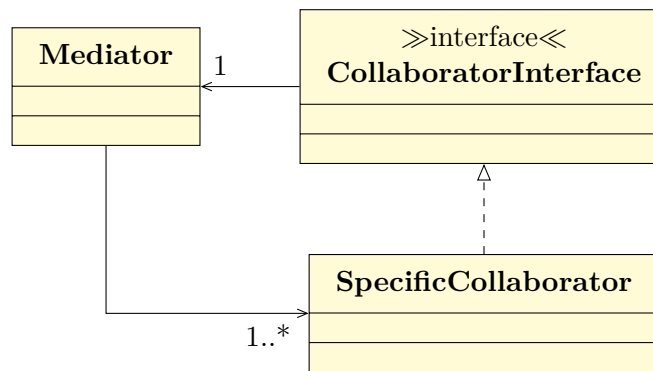 Mediator
1
≫interface≪
CollaboratorInterface
SpecificCollaborator
1..*